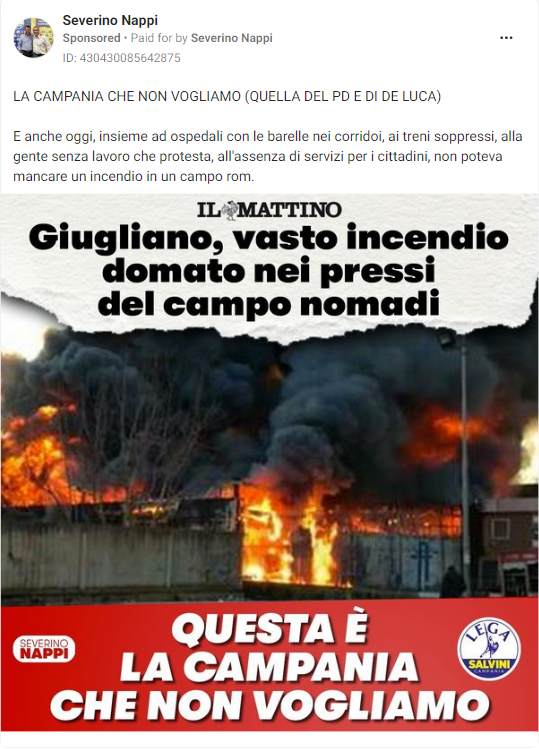 Severino Nappi
Sponsored • Paid for by Severino Nappi
ID: 430430085642875
LA CAMPANIA CHE NON VOGLIAMO (QUELLA DEL PD E DI DE LUCA)
E anche oggi, insieme ad ospedali con le barelle nei corridoi, ai treni soppressi, alla
gente senza lavoro che protesta, all'assenza di servizi per i cittadini, non poteva
mancare un incendio in un campo rom.
IL MATTINO
Giugliano, vasto incendio
domato nei pressi
del campo nomadi
SEVERINO
NAPPI
QUESTA È
LA CAMPANIA
CHE NON VOGLIAMO
LEGA
SALVINI
CAMPANIA